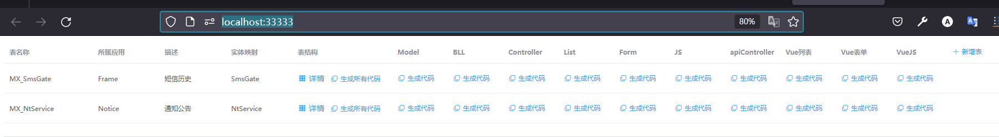 localhost:33333 80%
表名称 所属应用 描述 实体映射 表结构 Model BLL Controller List Form JS apiController Vue列表 Vue表单 VueJS + 新增表
MX_SmsGate Frame 短信历史 SmsGate 详情 生成所有代码 生成代码 生成代码 生成代码 生成代码 生成代码 生成代码 生成代码 生成代码 生成代码 生成代码
MX_NtService Notice 通知公告 NtService 详情 生成所有代码 生成代码 生成代码 生成代码 生成代码 生成代码 生成代码 生成代码 生成代码 生成代码 生成代码